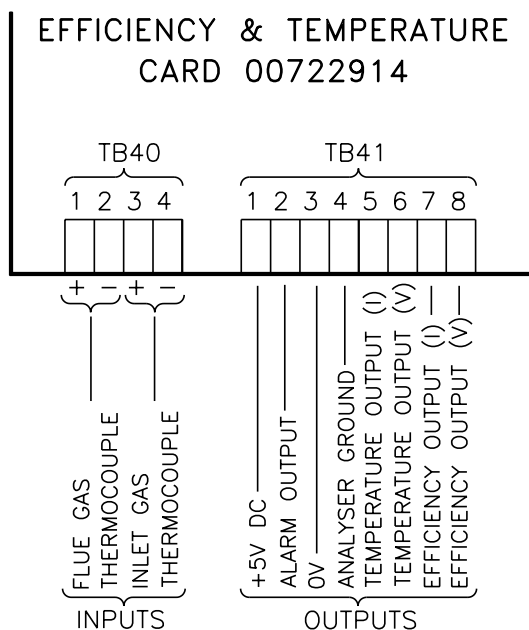 EFFICIENCY & TEMPERATURE
CARD 00722914
TB40
TB41
1 2 3 4
1 2 3 4 5 6 7 8
+ − + −
FLUE GAS
THERMOCOUPLE
INLET GAS
THERMOCOUPLE
+5V DC
ALARM OUTPUT
0V
ANALYSER GROUND
TEMPERATURE OUTPUT (I)
TEMPERATURE OUTPUT (V)
EFFICIENCY OUTPUT (I)
EFFICIENCY OUTPUT (V)
INPUTS
OUTPUTS